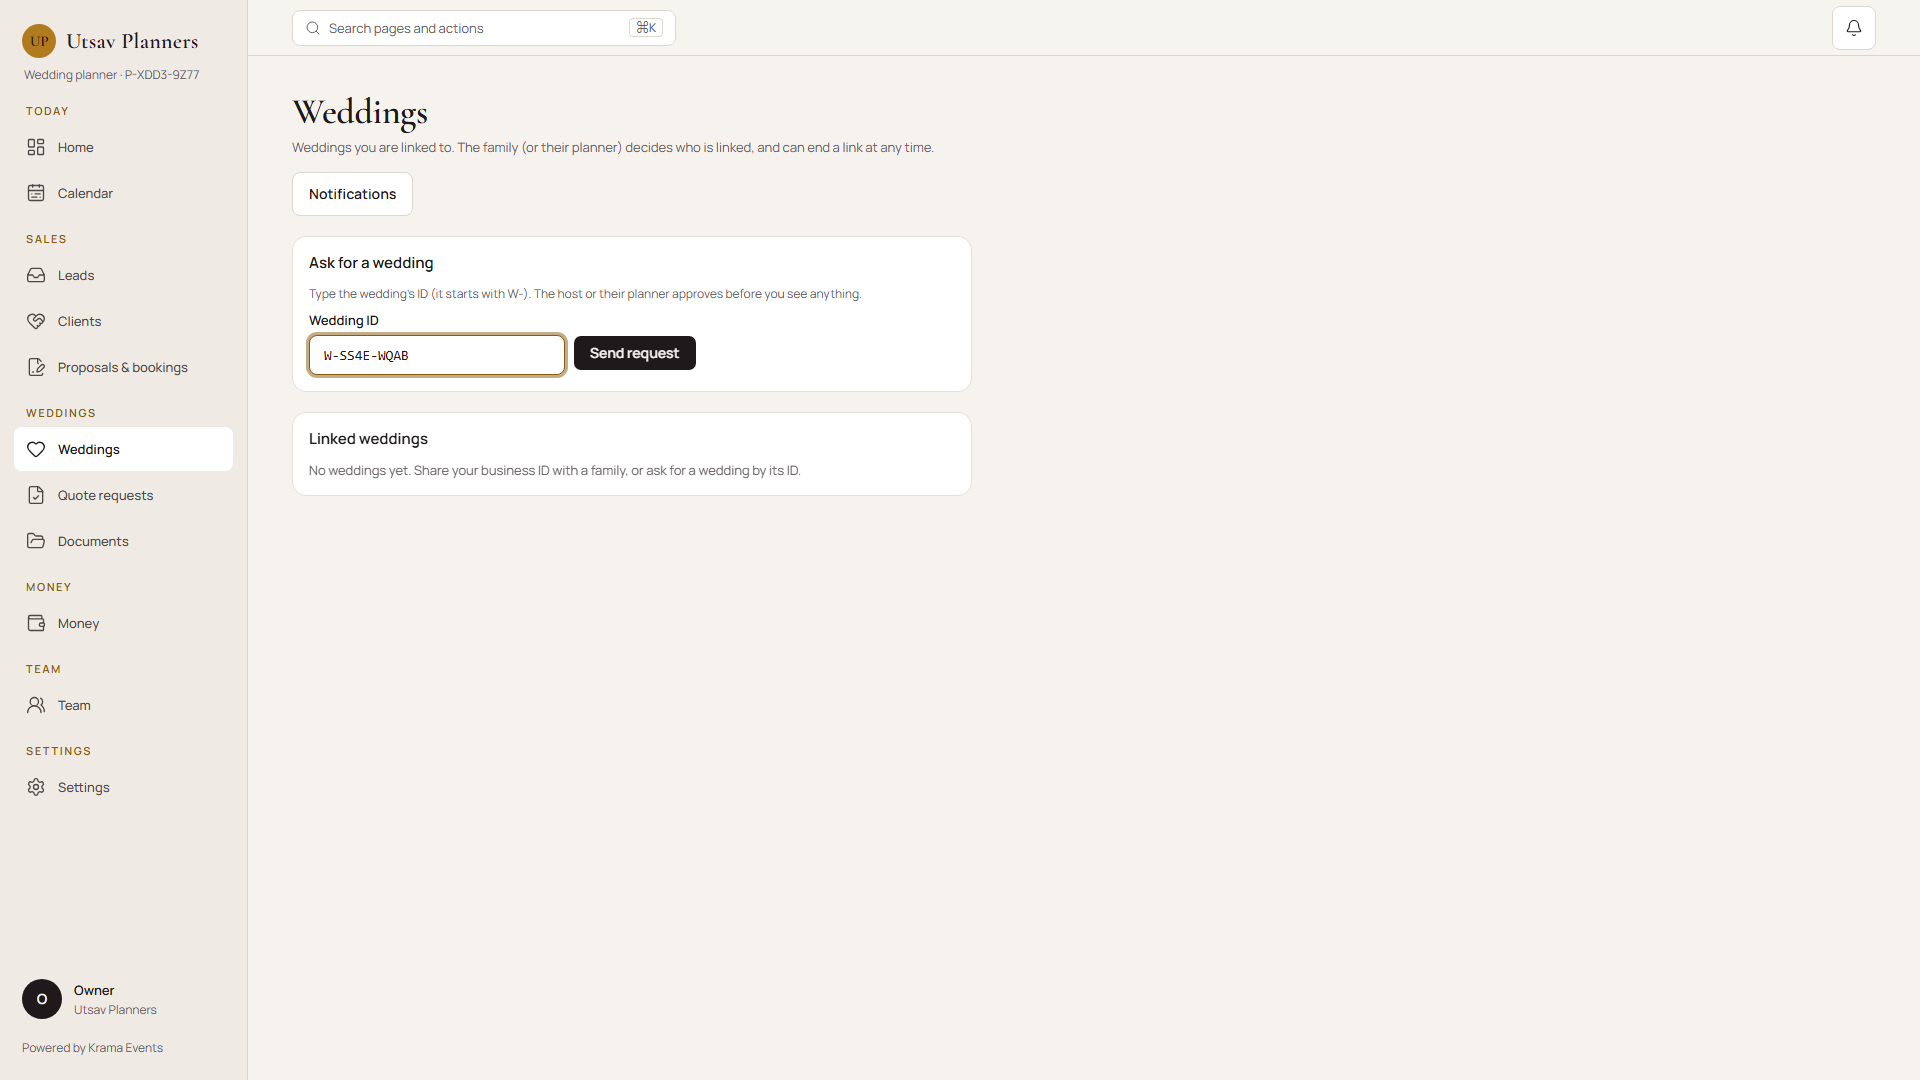 UP Utsav Planners
Wedding planner · P-XDD3-9Z77
TODAY
Home
Calendar
SALES
Leads
Clients
Proposals & bookings
WEDDINGS
Weddings
Quote requests
Documents
MONEY
Money
TEAM
Team
SETTINGS
Settings
O
Owner
Utsav Planners
Powered by Krama Events
Search pages and actions ⌘K
Weddings
Weddings you are linked to. The family (or their planner) decides who is linked, and can end a link at any time.
Notifications
Ask for a wedding
Type the wedding's ID (it starts with W-). The host or their planner approves before you see anything.
Wedding ID
W-SS4E-WQAB
Send request
Linked weddings
No weddings yet. Share your business ID with a family, or ask for a wedding by its ID.